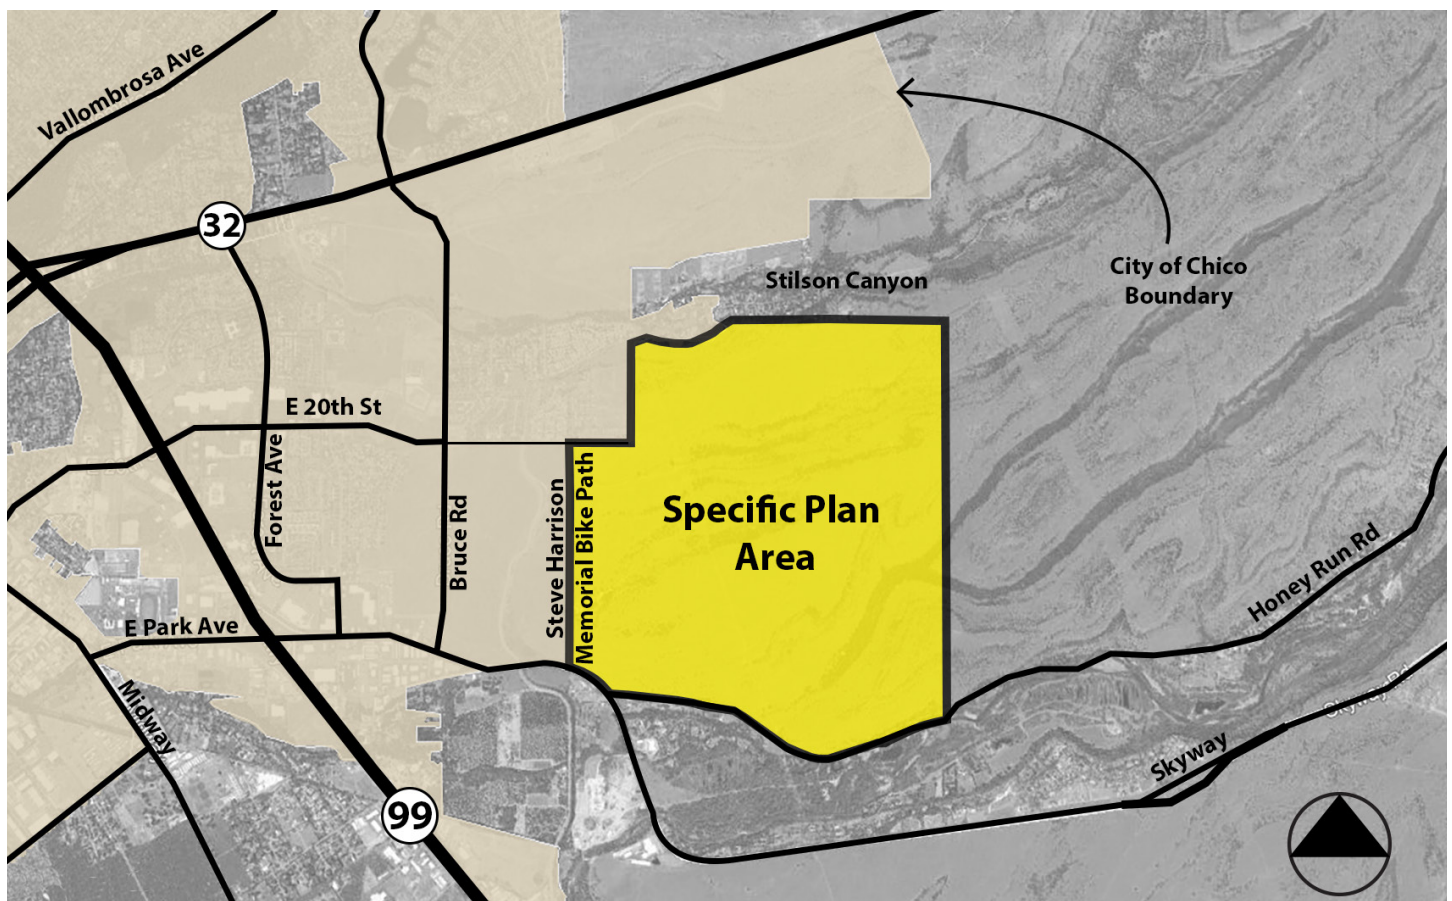 Vallombrosa Ave
32
Stilson Canyon
City of Chico
Boundary
E 20th St
Forest Ave
Bruce Rd
Steve Harrison
Memorial Bike Path
Specific Plan
Area
Honey Run Rd
E Park Ave
Midway
Skyway Rd
Skyway
99